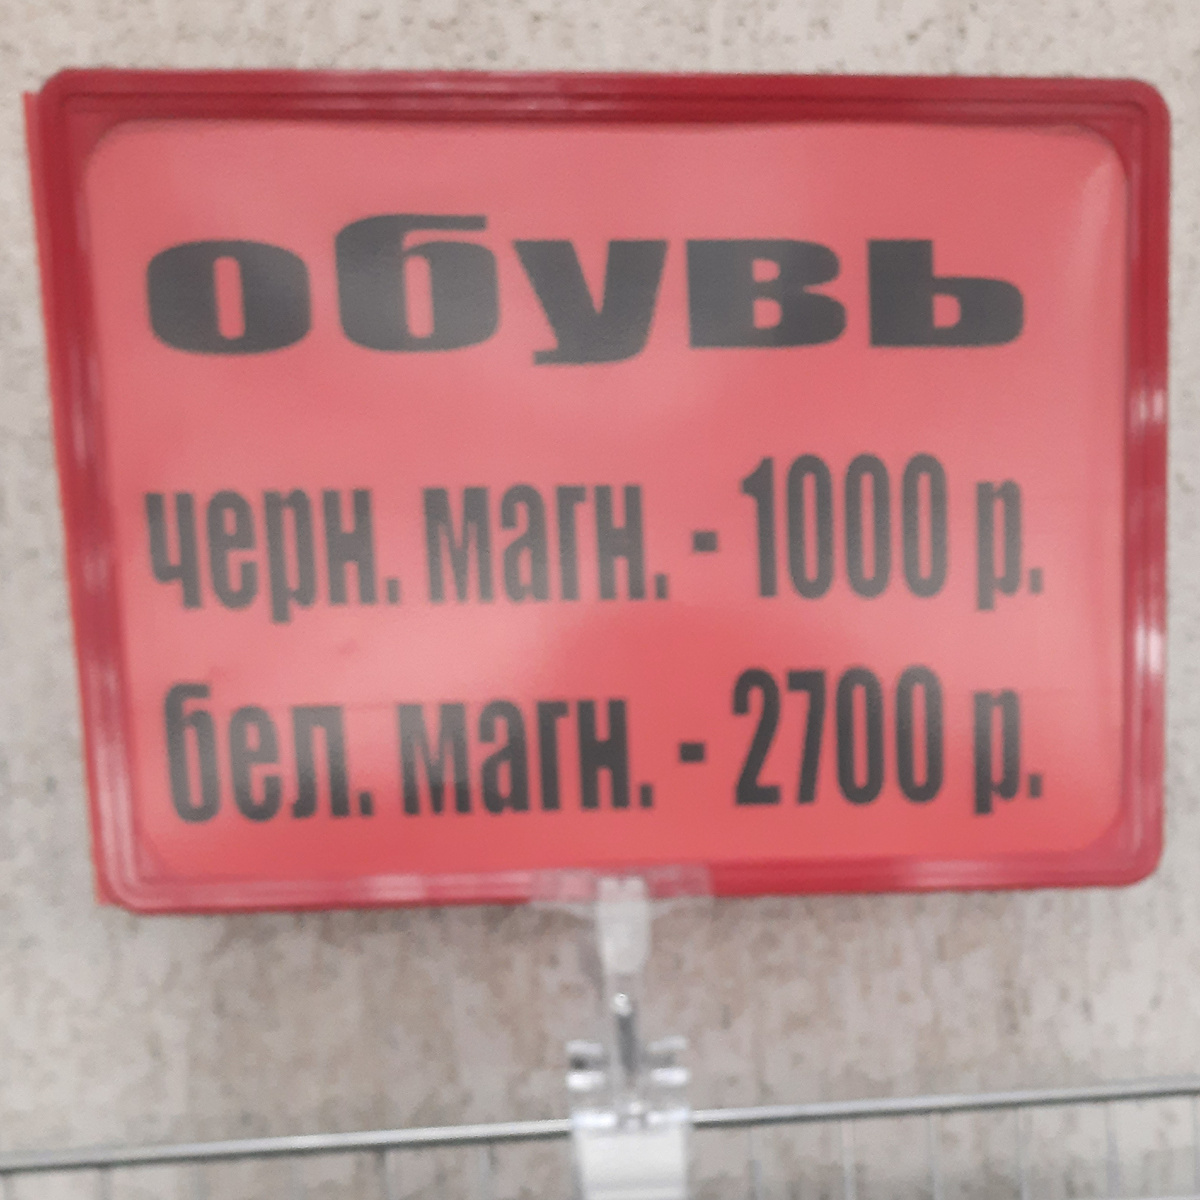 обувь
черн. магн. - 1000 р.
бел. магн. - 2700 р.